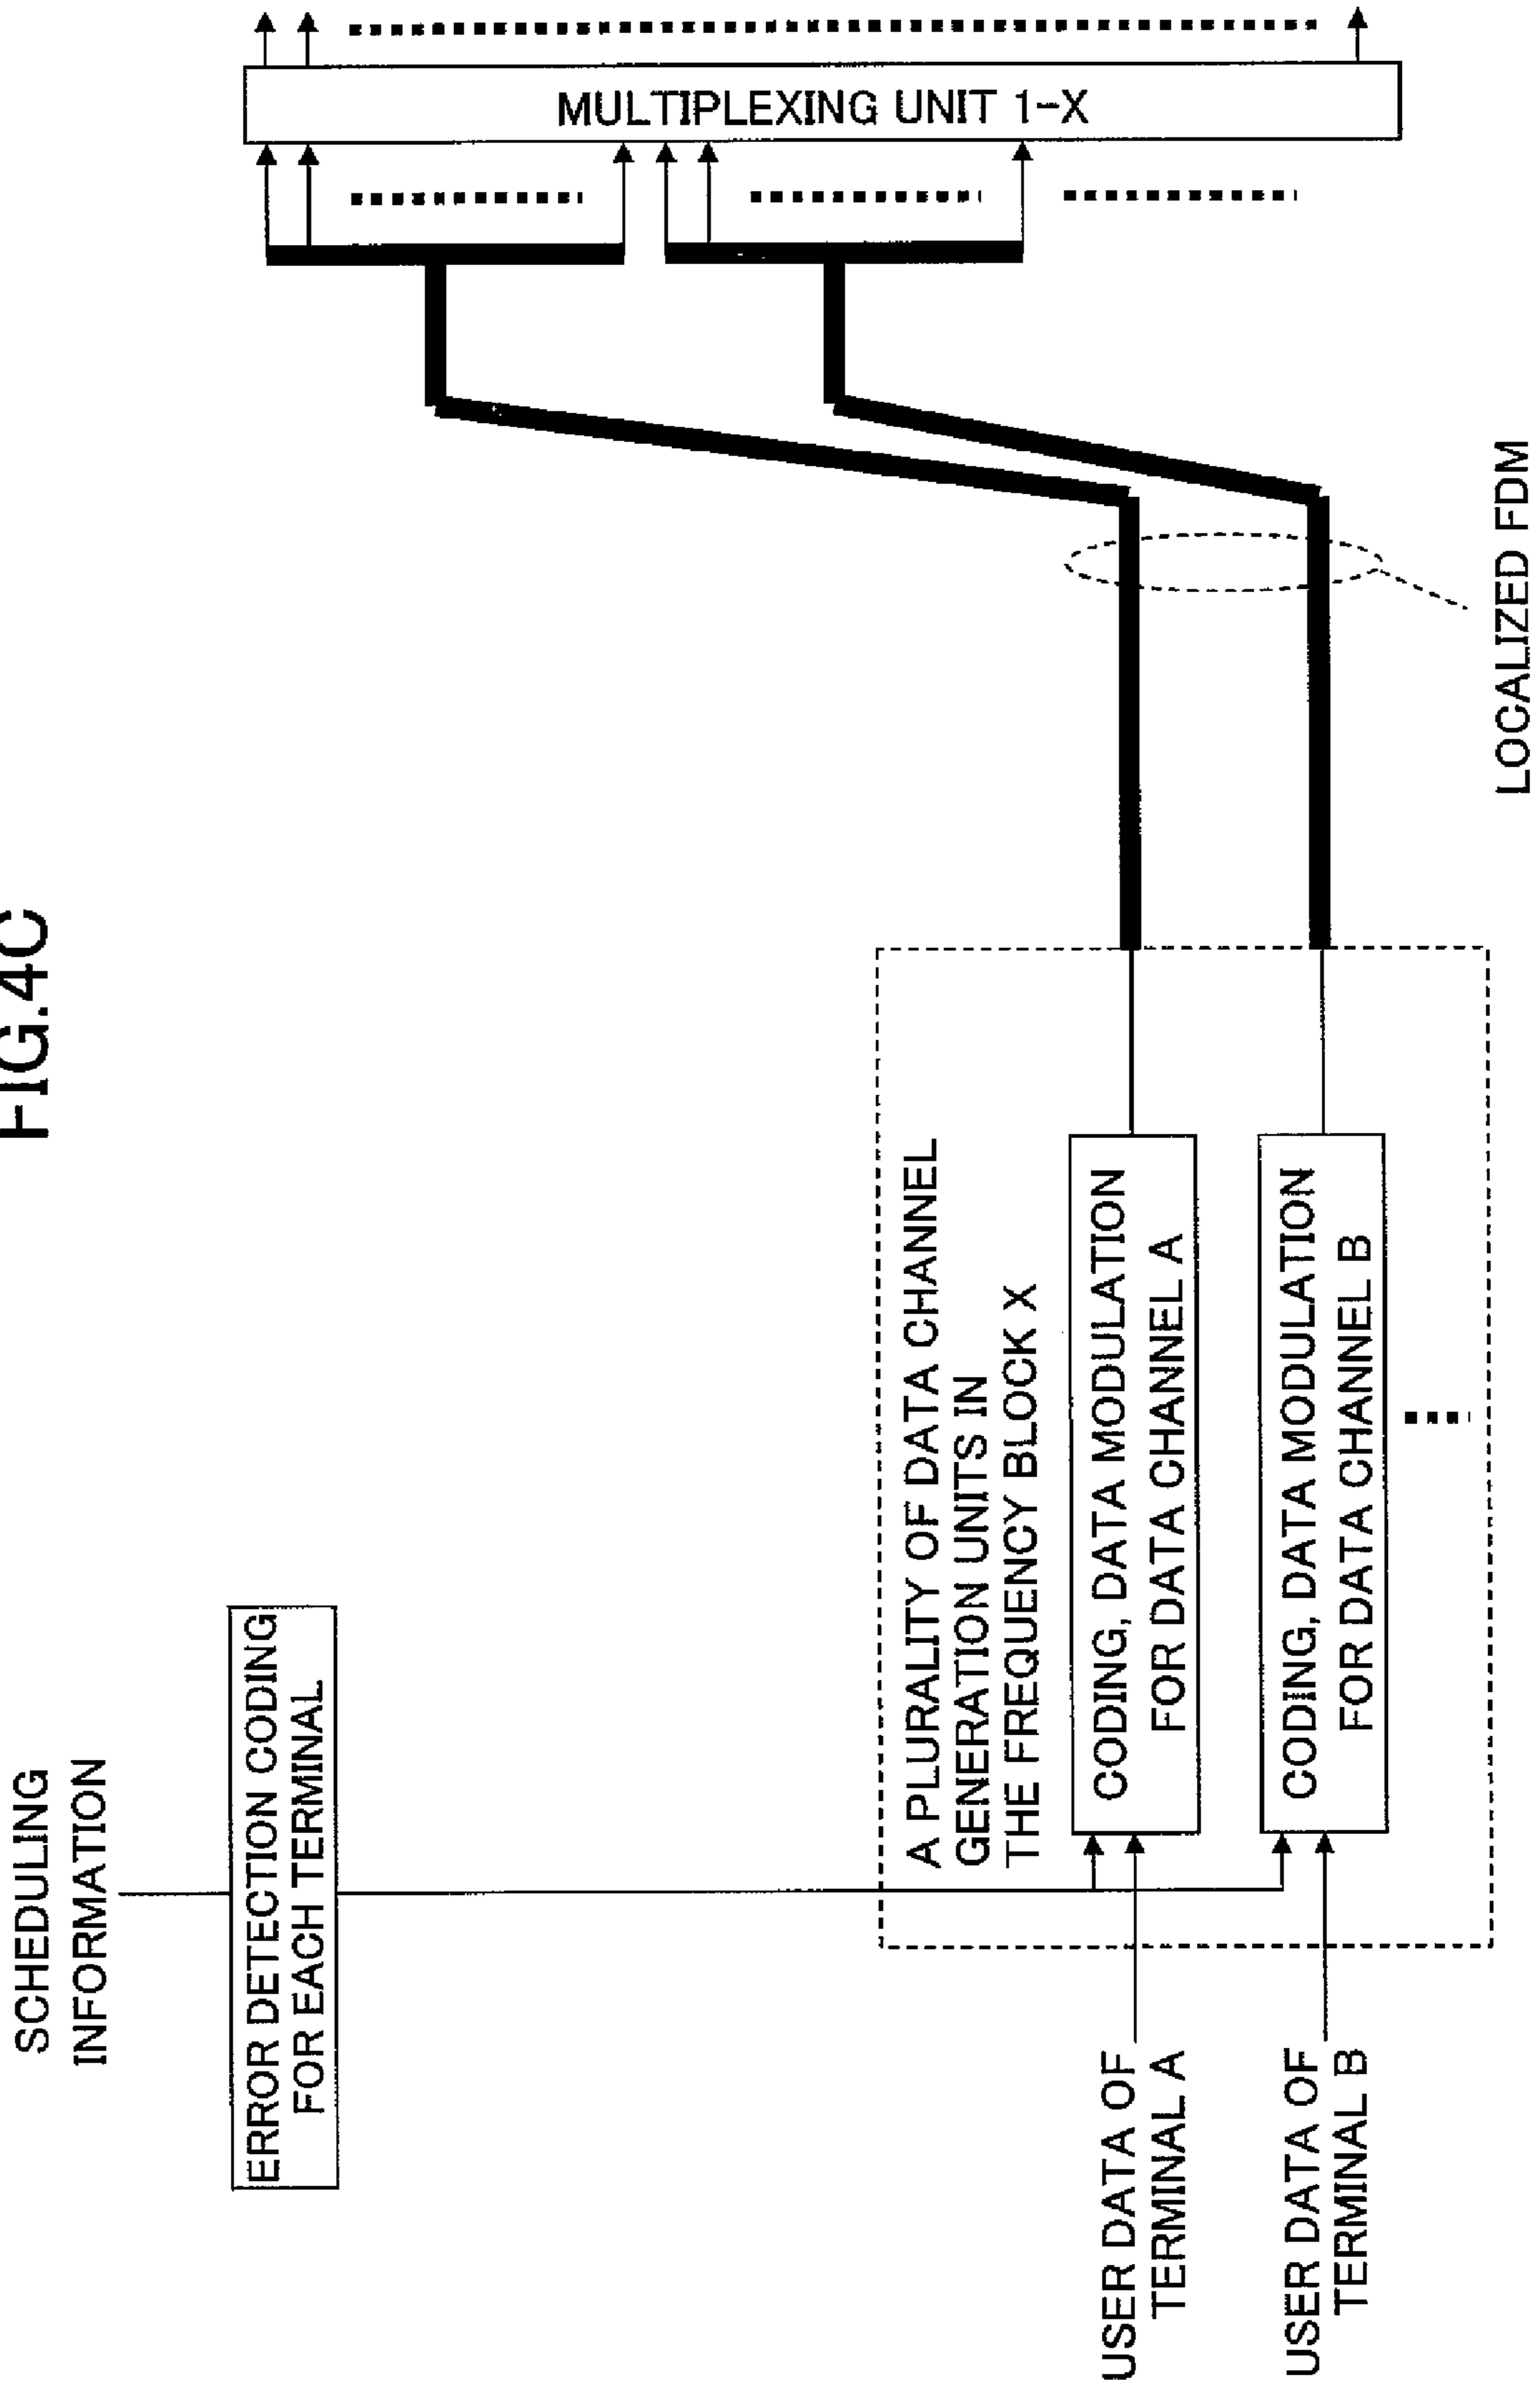 FIG.4C
SCHEDULING
INFORMATION
ERROR DETECTION CODING
FOR EACH TERMINAL
A PLURALITY OF DATA CHANNEL
GENERATION UNITS IN
THE FREQUENCY BLOCK X
USER DATA OF
TERMINAL A
CODING, DATA MODULATION
FOR DATA CHANNEL A
USER DATA OF
TERMINAL B
CODING, DATA MODULATION
FOR DATA CHANNEL B
LOCALIZED FDM
MULTIPLEXING UNIT 1-X